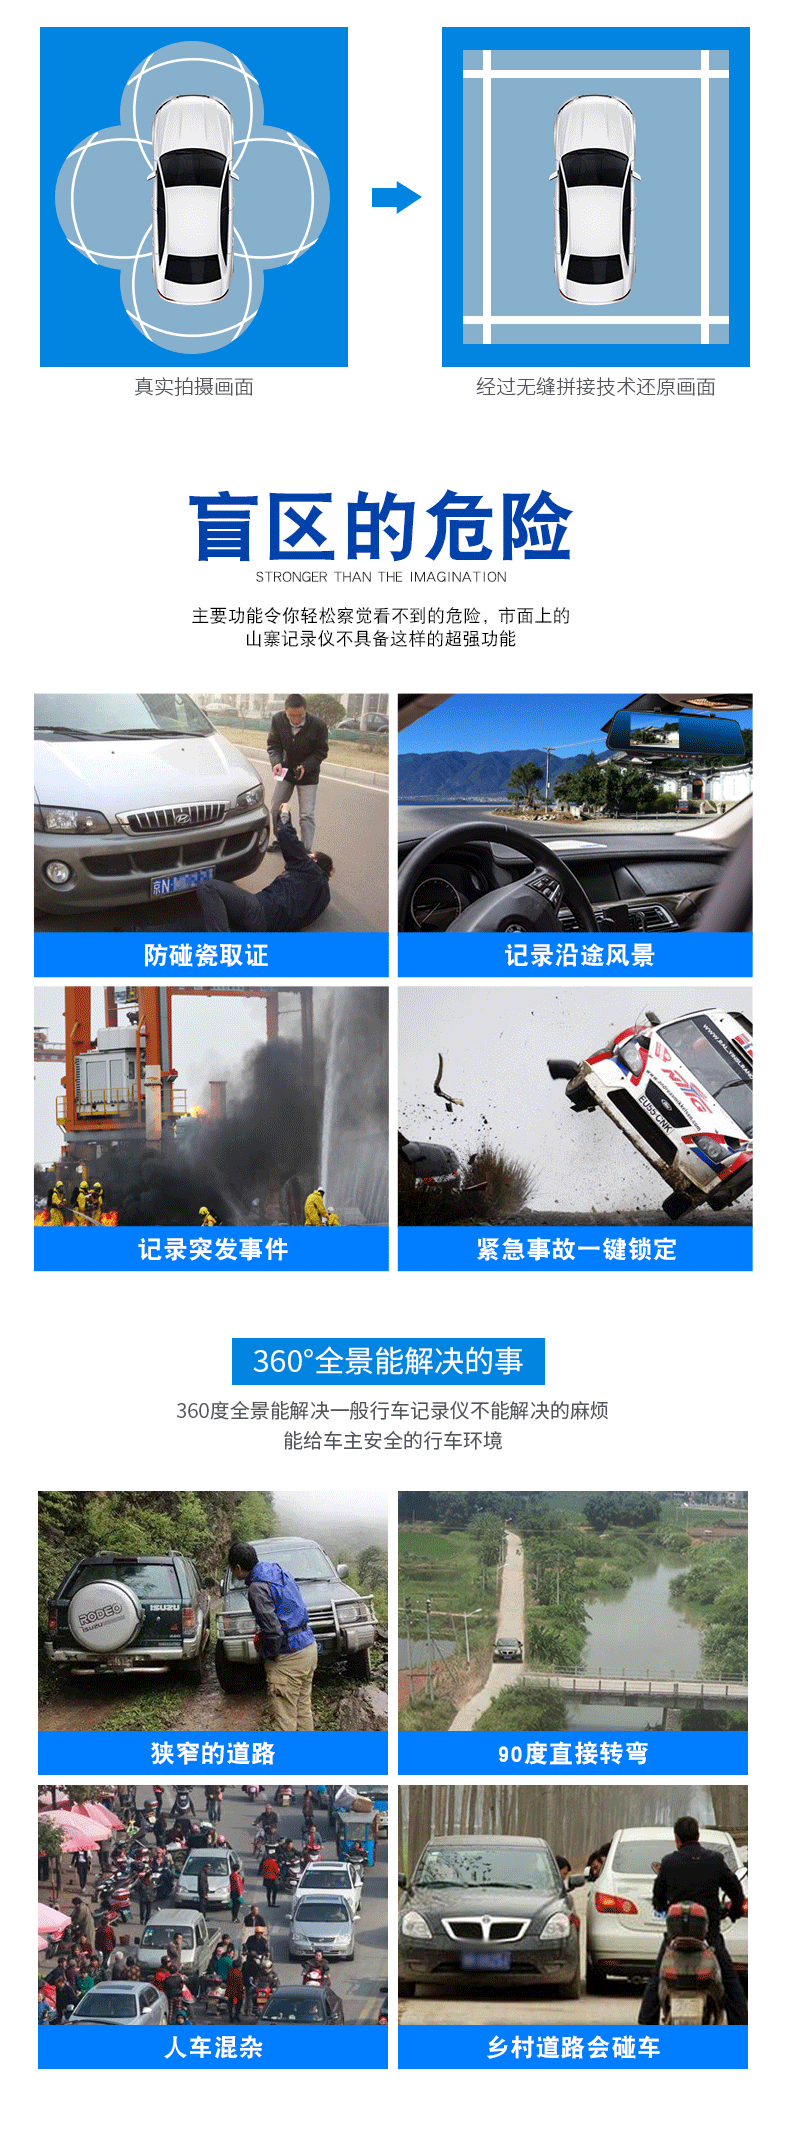 真实拍摄画面
经过无缝拼接技术还原画面
盲区的危险
STRONGER THAN THE IMAGINATION
主要功能令你轻松察觉看不到的危险，市面上的
山寨记录仪不具备这样的超强功能
防碰瓷取证
记录沿途风景
EU55 CNK
记录突发事件
紧急事故一键锁定
360°全景能解决的事
360度全景能解决一般行车记录仪不能解决的麻烦
能给车主安全的行车环境
RODEO
ISUZU
ISUZU
狭窄的道路
90度直接转弯
人车混杂
乡村道路会碰车